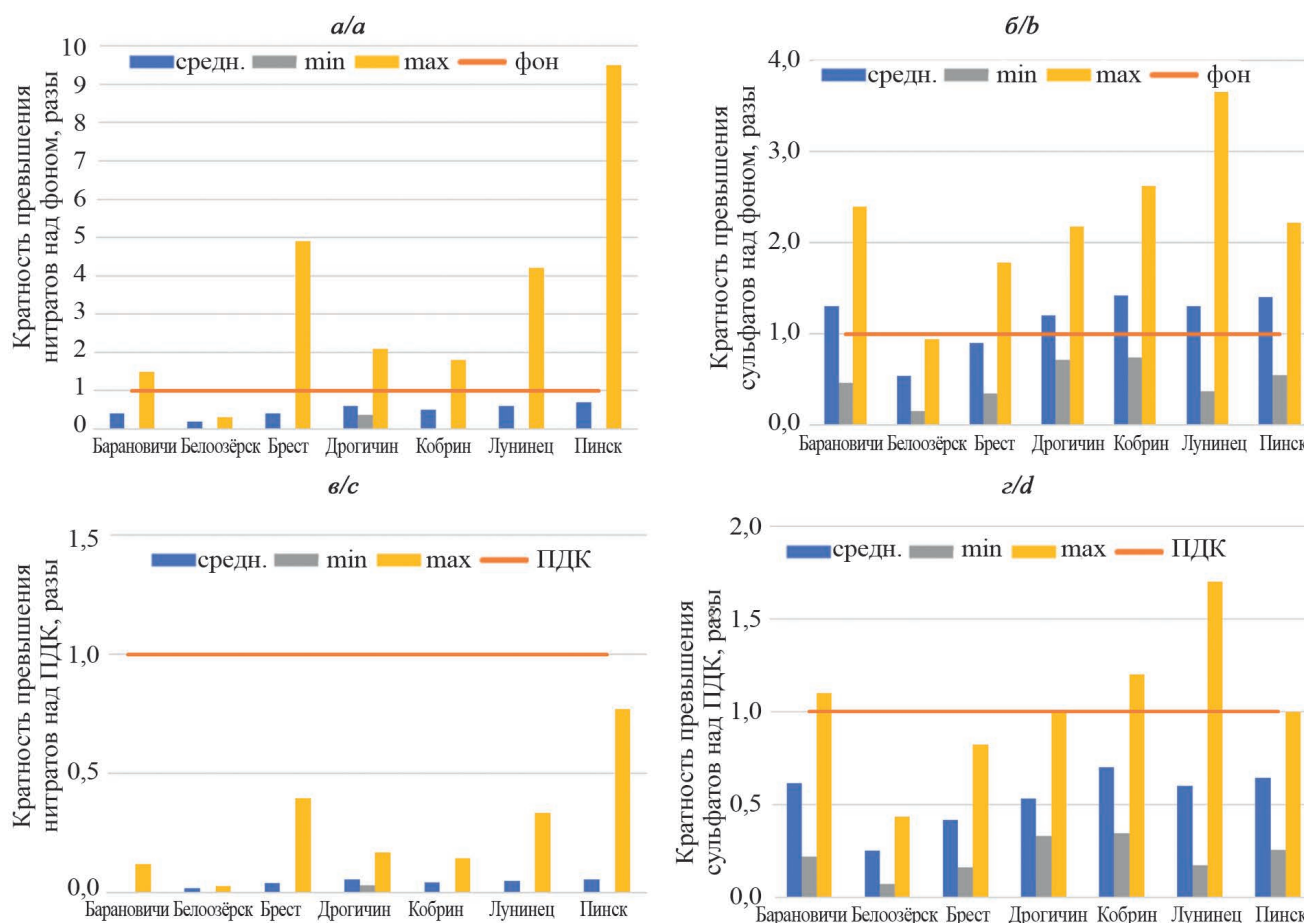 а/a
Кратность превышения
нитратов над фоном, разы
10
9
8
7
6
5
4
3
2
1
0
средн. min max фон
Барановичи Белоозёрск Брест Дрогичин Кобрин Лунинец Пинск
б/b
Кратность превышения
сульфатов над фоном, разы
4,0
3,0
2,0
1,0
0,0
средн. min max фон
Барановичи Белоозёрск Брест Дрогичин Кобрин Лунинец Пинск
в/c
Кратность превышения
нитратов над ПДК, разы
1,5
1,0
0,5
0,0
средн. min max ПДК
Барановичи Белоозёрск Брест Дрогичин Кобрин Лунинец Пинск
г/d
Кратность превышения
сульфатов над ПДК, разы
2,0
1,5
1,0
0,5
0,0
средн. min max ПДК
Барановичи Белоозёрск Брест Дрогичин Кобрин Лунинец Пинск